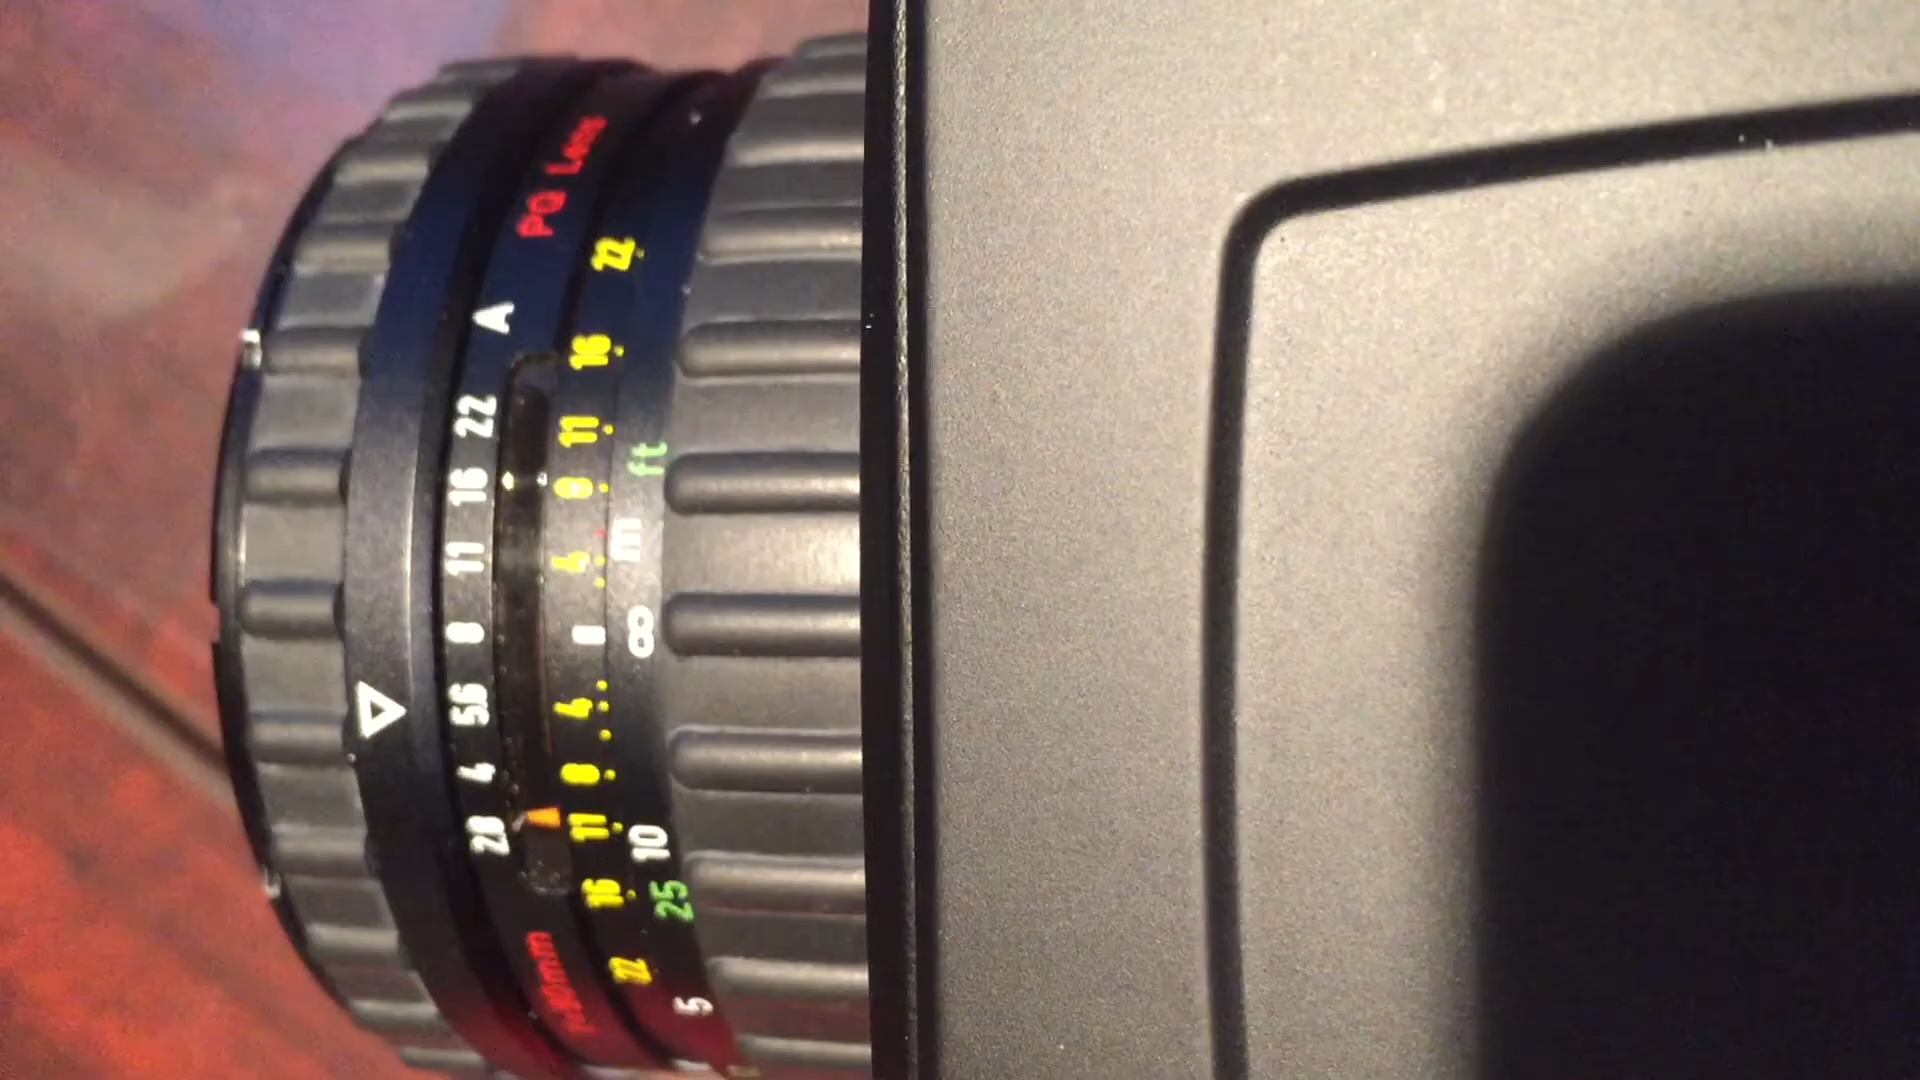 PQ Lens
A 22 16 11 8 5.6 4 2.8
22 16 11 8 4 0 4 8 11 16 22
ft 25
m ∞ 10 5